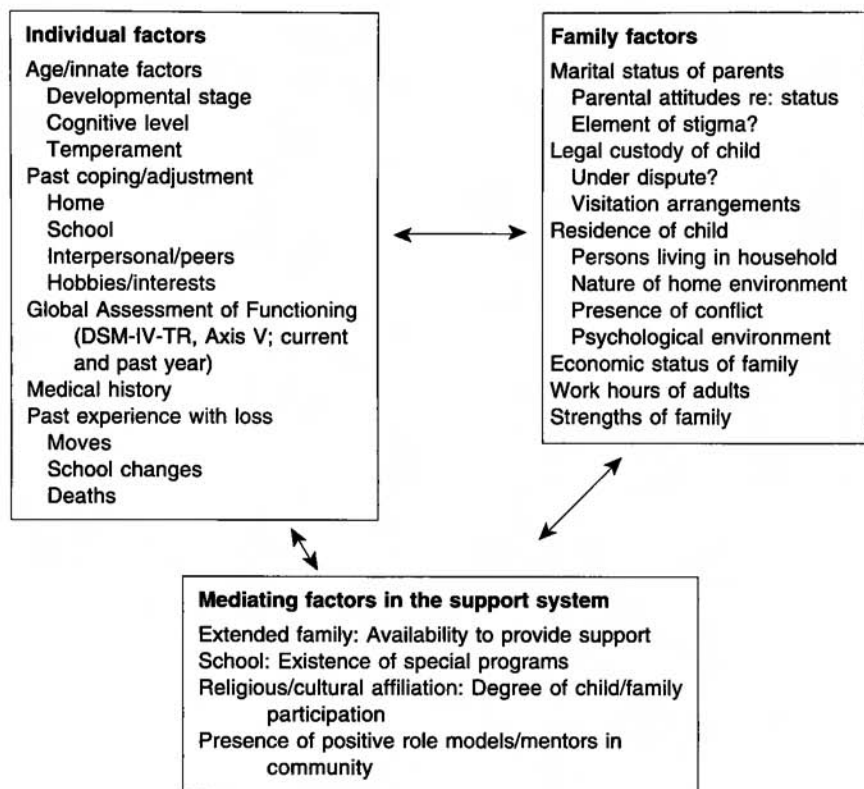 Individual factors
Age/innate factors
Developmental stage
Cognitive level
Temperament
Past coping/adjustment
Home
School
Interpersonal/peers
Hobbies/interests
Global Assessment of Functioning
(DSM-IV-TR, Axis V; current
and past year)
Medical history
Past experience with loss
Moves
School changes
Deaths
Family factors
Marital status of parents
Parental attitudes re: status
Element of stigma?
Legal custody of child
Under dispute?
Visitation arrangements
Residence of child
Persons living in household
Nature of home environment
Presence of conflict
Psychological environment
Economic status of family
Work hours of adults
Strengths of family
Mediating factors in the support system
Extended family: Availability to provide support
School: Existence of special programs
Religious/cultural affiliation: Degree of child/family
participation
Presence of positive role models/mentors in
community